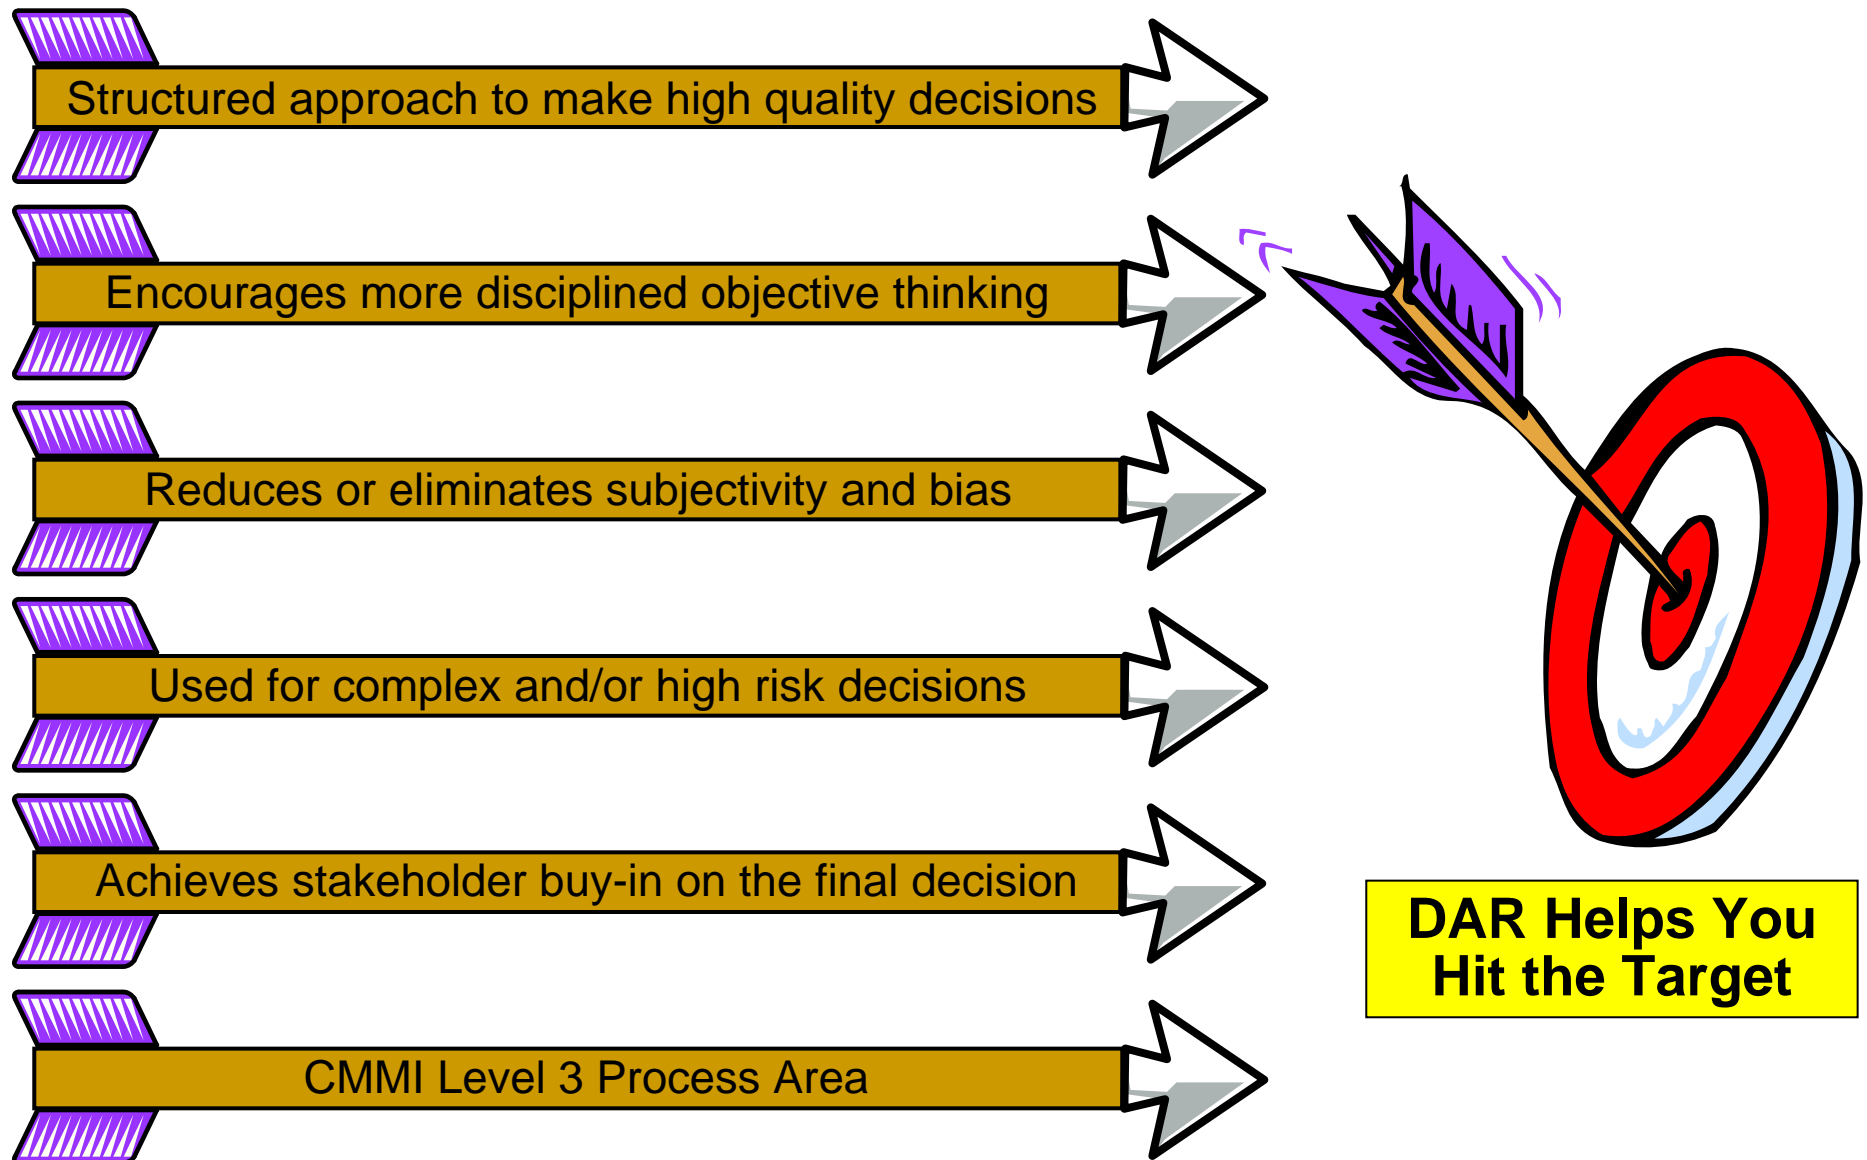 Structured approach to make high quality decisions
Encourages more disciplined objective thinking
Reduces or eliminates subjectivity and bias
Used for complex and/or high risk decisions
Achieves stakeholder buy-in on the final decision
CMMI Level 3 Process Area
DAR Helps You
Hit the Target